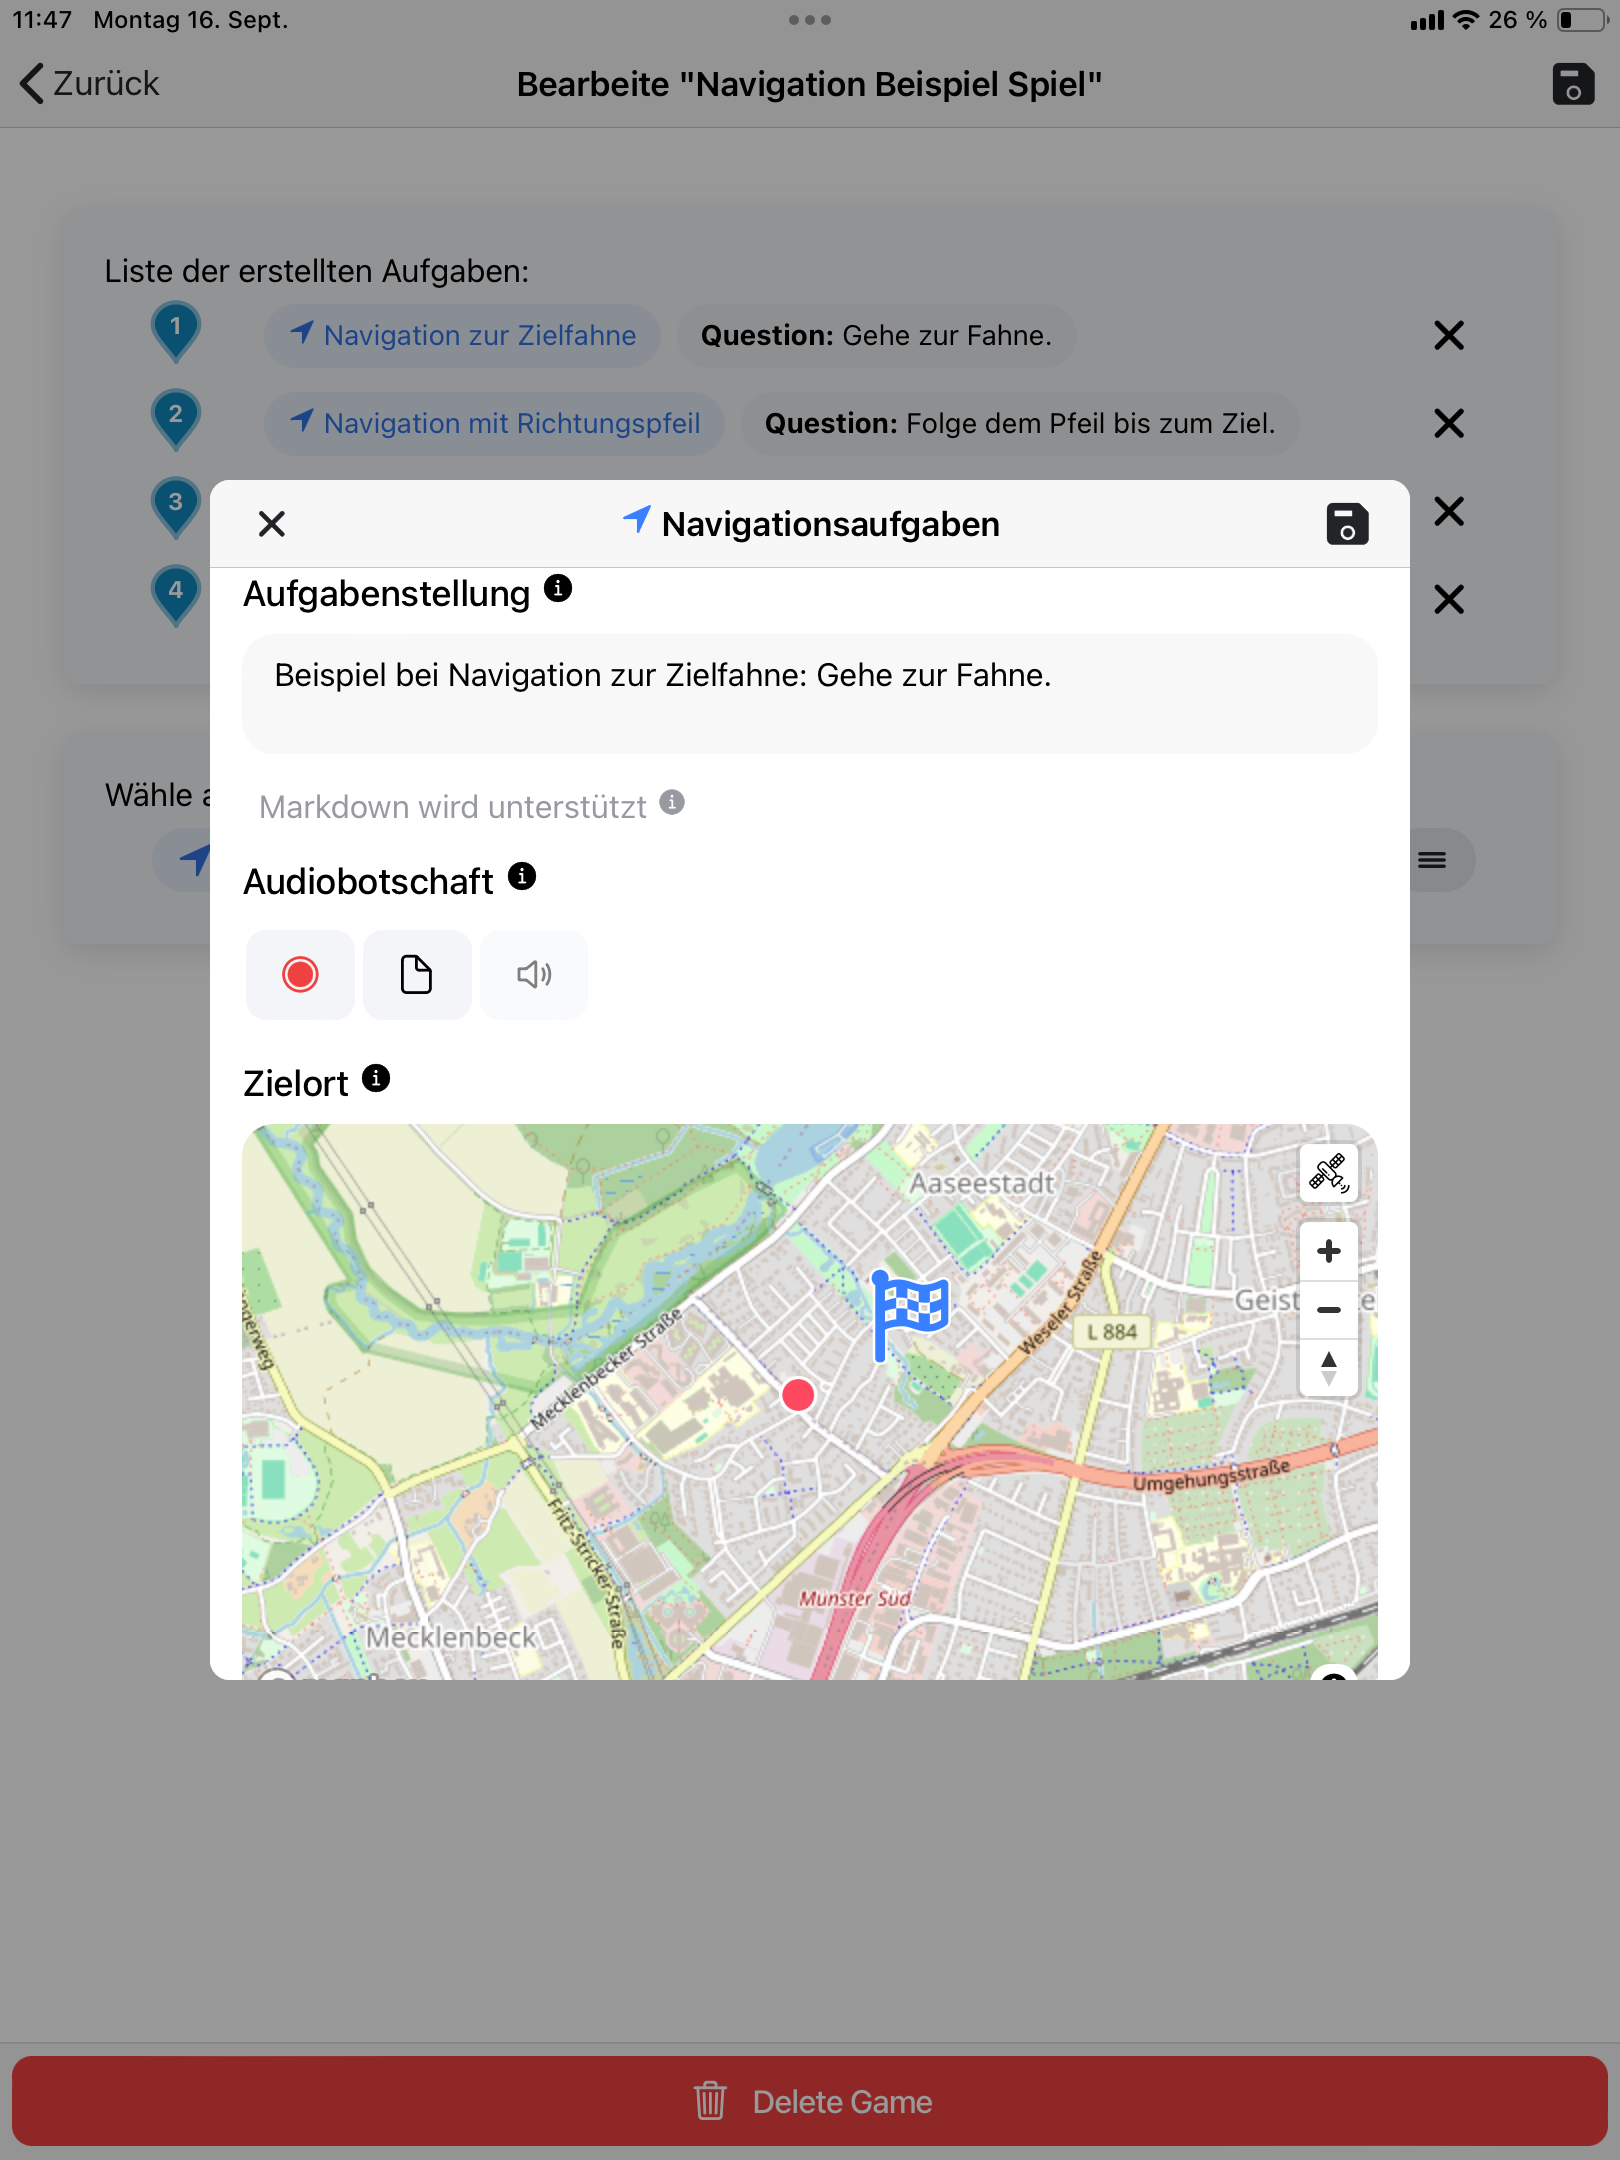 11:47 Montag 16. Sept.
26 %
Zurück
Bearbeite "Navigation Beispiel Spiel"
Liste der erstellten Aufgaben:
1 Navigation zur Zielfahne Question: Gehe zur Fahne.
2 Navigation mit Richtungspfeil Question: Folge dem Pfeil bis zum Ziel.
3
4
Navigationsaufgaben
Aufgabenstellung
Beispiel bei Navigation zur Zielfahne: Gehe zur Fahne.
Markdown wird unterstützt
Wähle
Audiobotschaft
Zielort
Aaseestadt
Weseler Straße
L 884
Mecklenbecker Straße
Umgehungsstraße
Fritz-Stricker-Straße
Münster Süd
Mecklenbeck
Delete Game